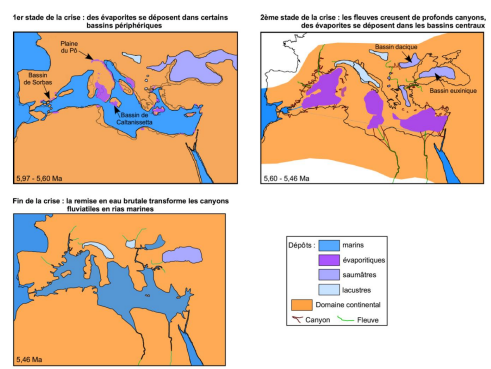 1er stade de la crise : des évaporites se déposent dans certains
bassins périphériques
Plaine
du Pô
Bassin
de Sorbas
Bassin de
Caltanissetta
5,97 - 5,60 Ma
2ème stade de la crise : les fleuves creusent de profonds canyons,
des évaporites se déposent dans les bassins centraux
Bassin dacique
Bassin euxinique
5,60 - 5,46 Ma
Fin de la crise : la remise en eau brutale transforme les canyons
fluviatiles en rias marines
5,46 Ma
Dépôts :
marins
évaporitiques
saumâtres
lacustres
Domaine continental
Canyon
Fleuve